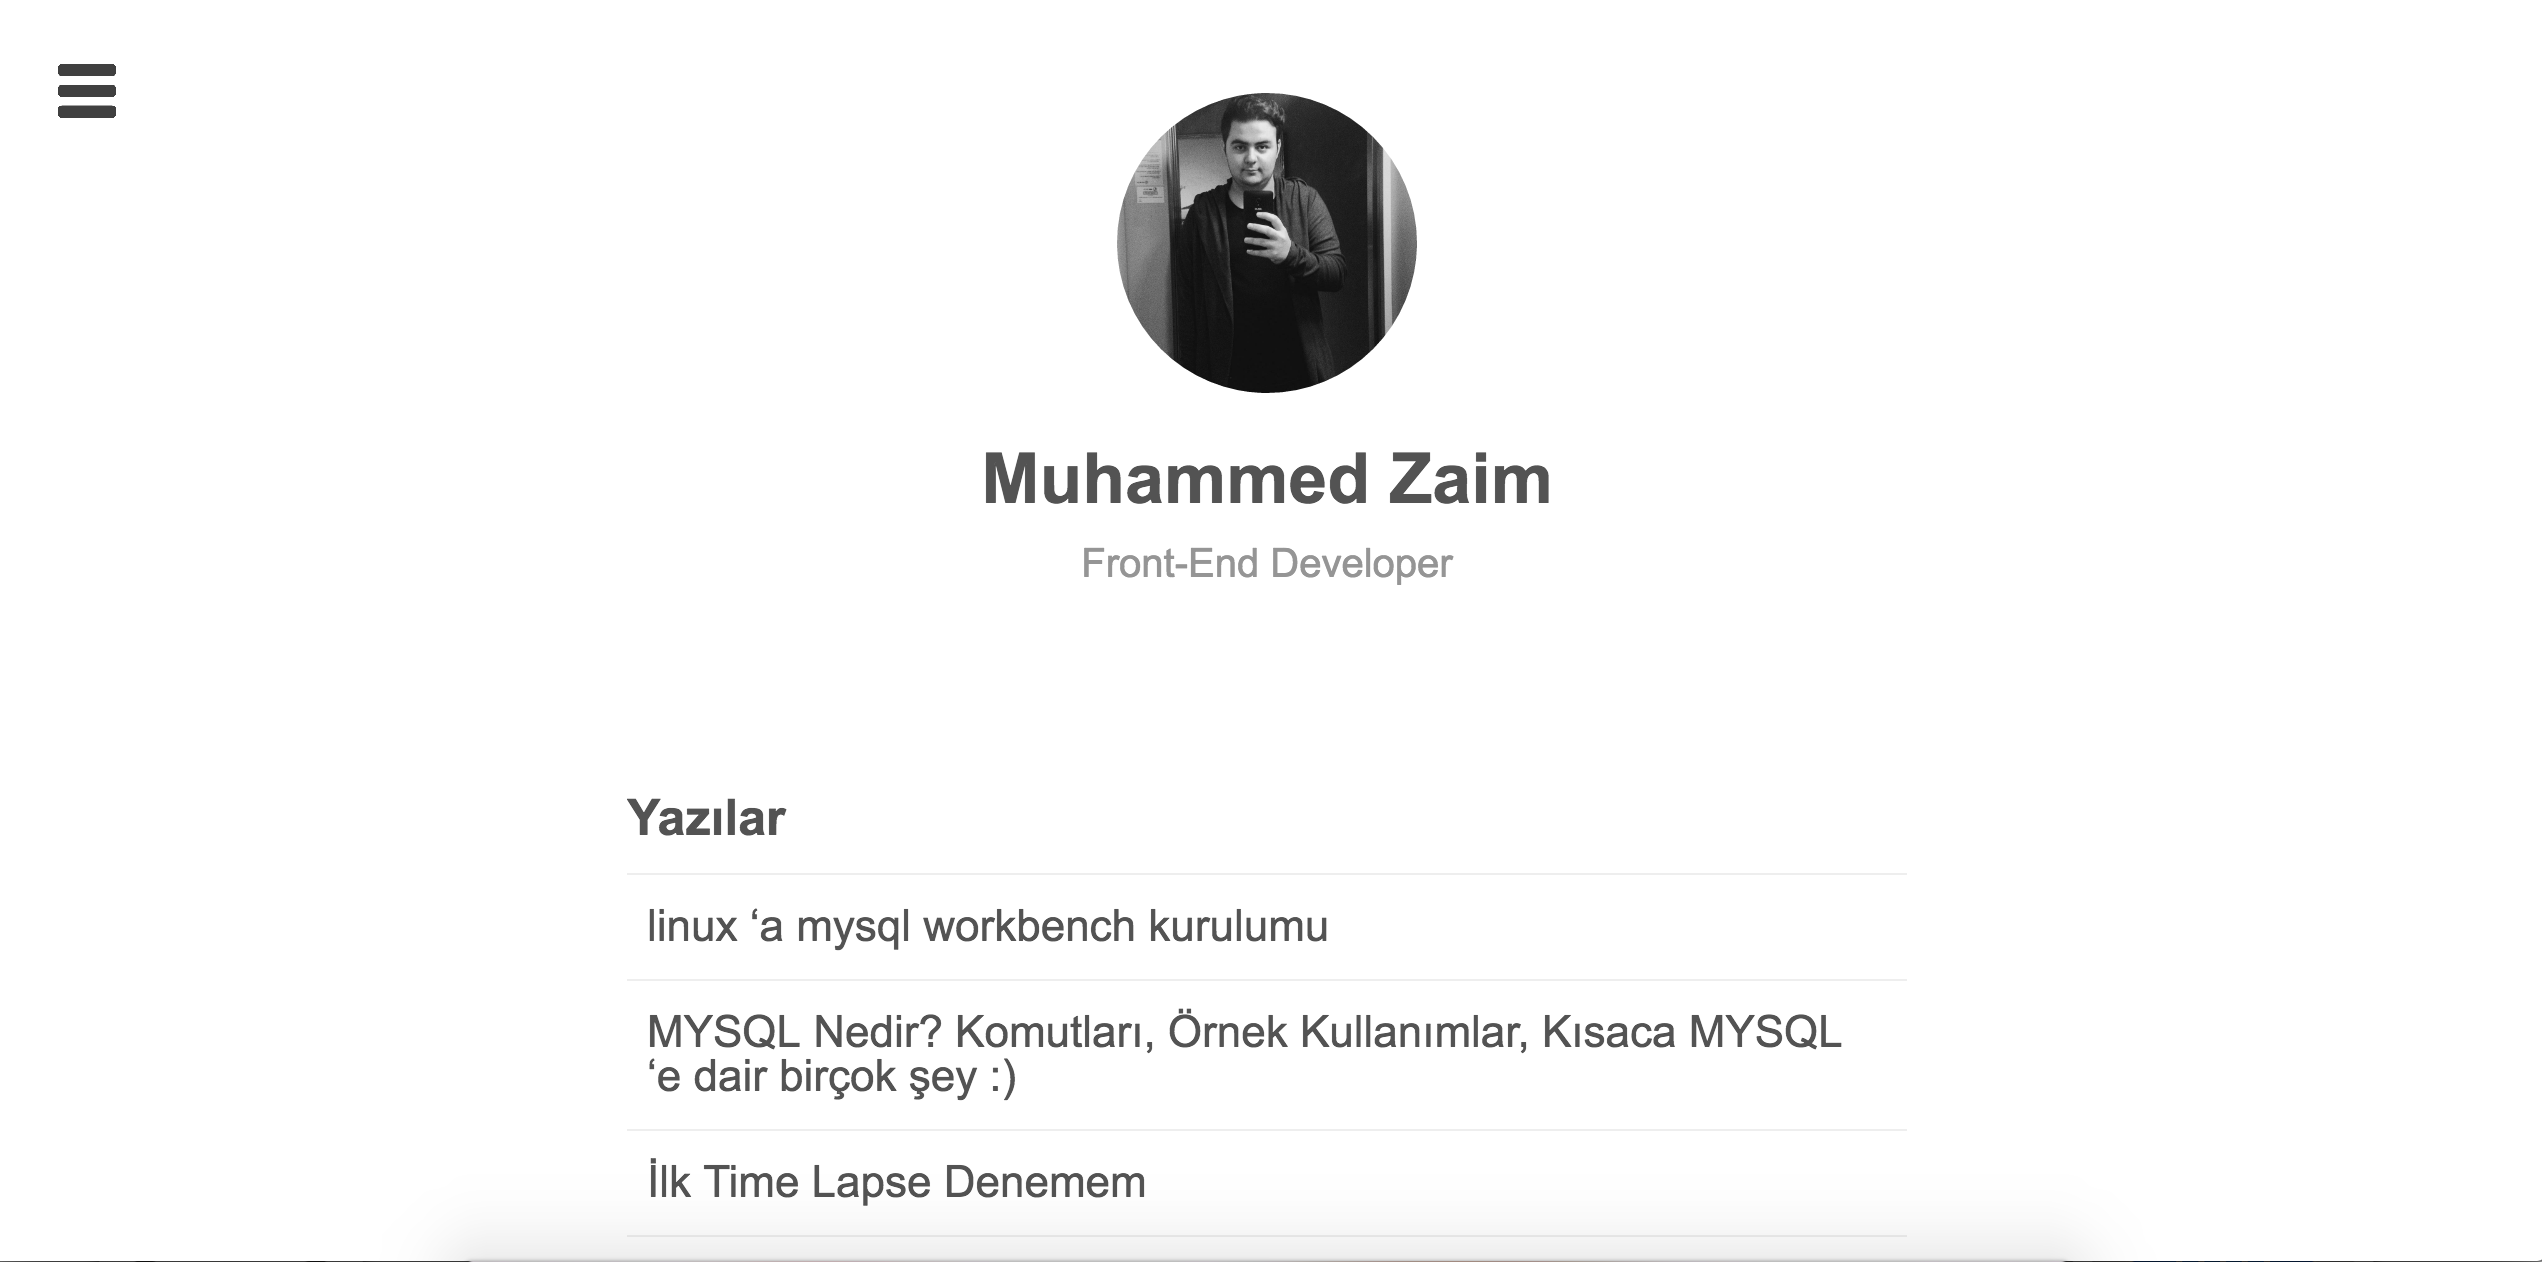 Muhammed Zaim
Front-End Developer
Yazılar
linux ‘a mysql workbench kurulumu
MYSQL Nedir? Komutları, Örnek Kullanımlar, Kısaca MYSQL
‘e dair birçok şey :)
İlk Time Lapse Denemem